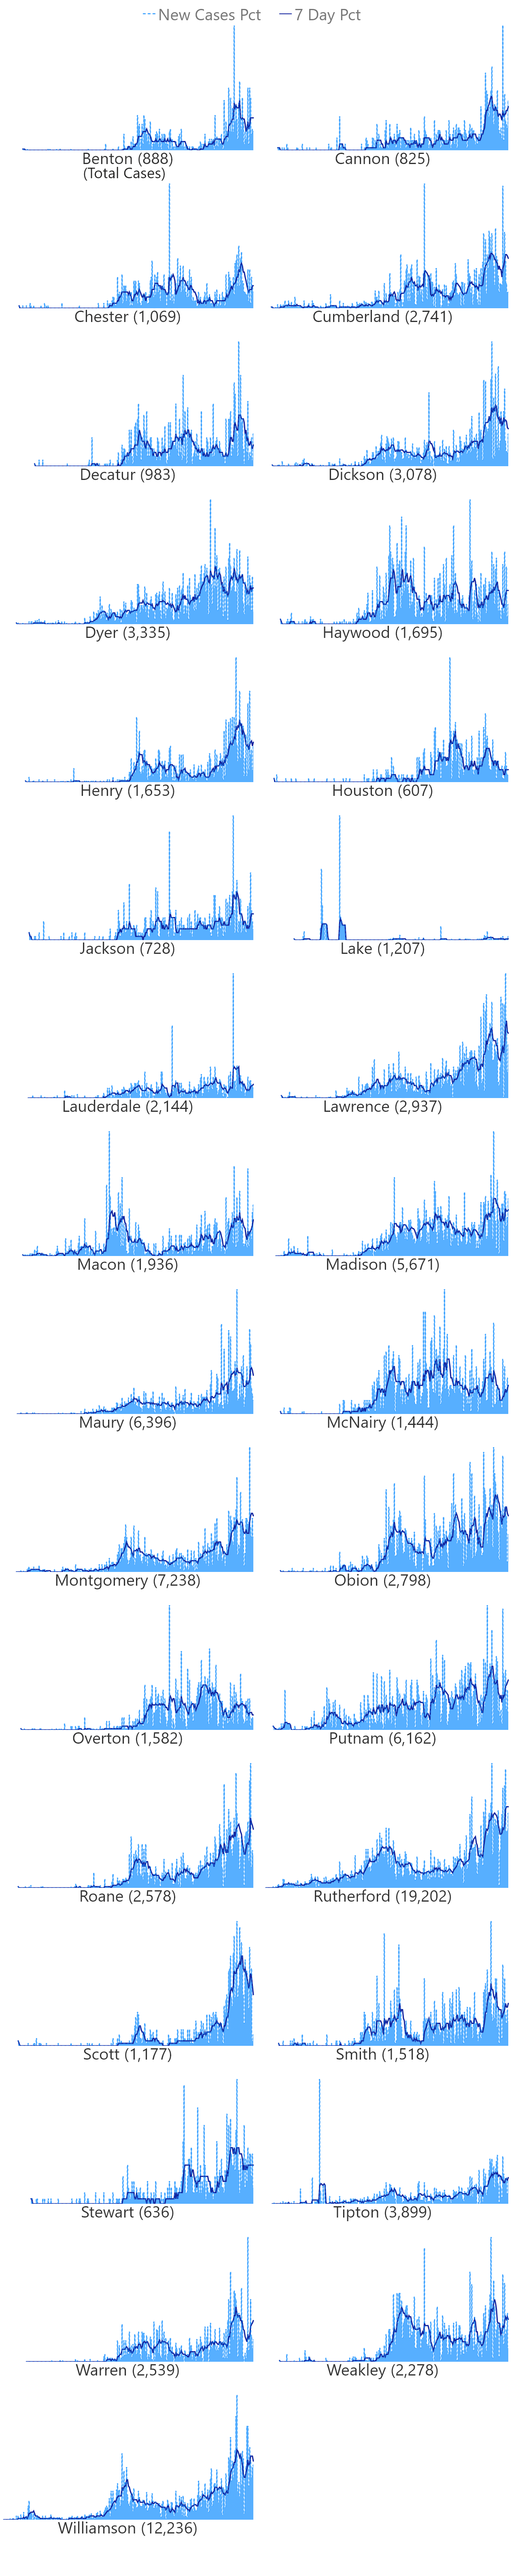 New Cases Pct 7 Day Pct
Benton (888) Cannon (825)
(Total Cases)
Chester (1,069) Cumberland (2,741)
Decatur (983) Dickson (3,078)
Dyer (3,335) Haywood (1,695)
Henry (1,653) Houston (607)
Jackson (728) Lake (1,207)
Lauderdale (2,144) Lawrence (2,937)
Macon (1,936) Madison (5,671)
Maury (6,396) McNairy (1,444)
Montgomery (7,238) Obion (2,798)
Overton (1,582) Putnam (6,162)
Roane (2,578) Rutherford (19,202)
Scott (1,177) Smith (1,518)
Stewart (636) Tipton (3,899)
Warren (2,539) Weakley (2,278)
Williamson (12,236)